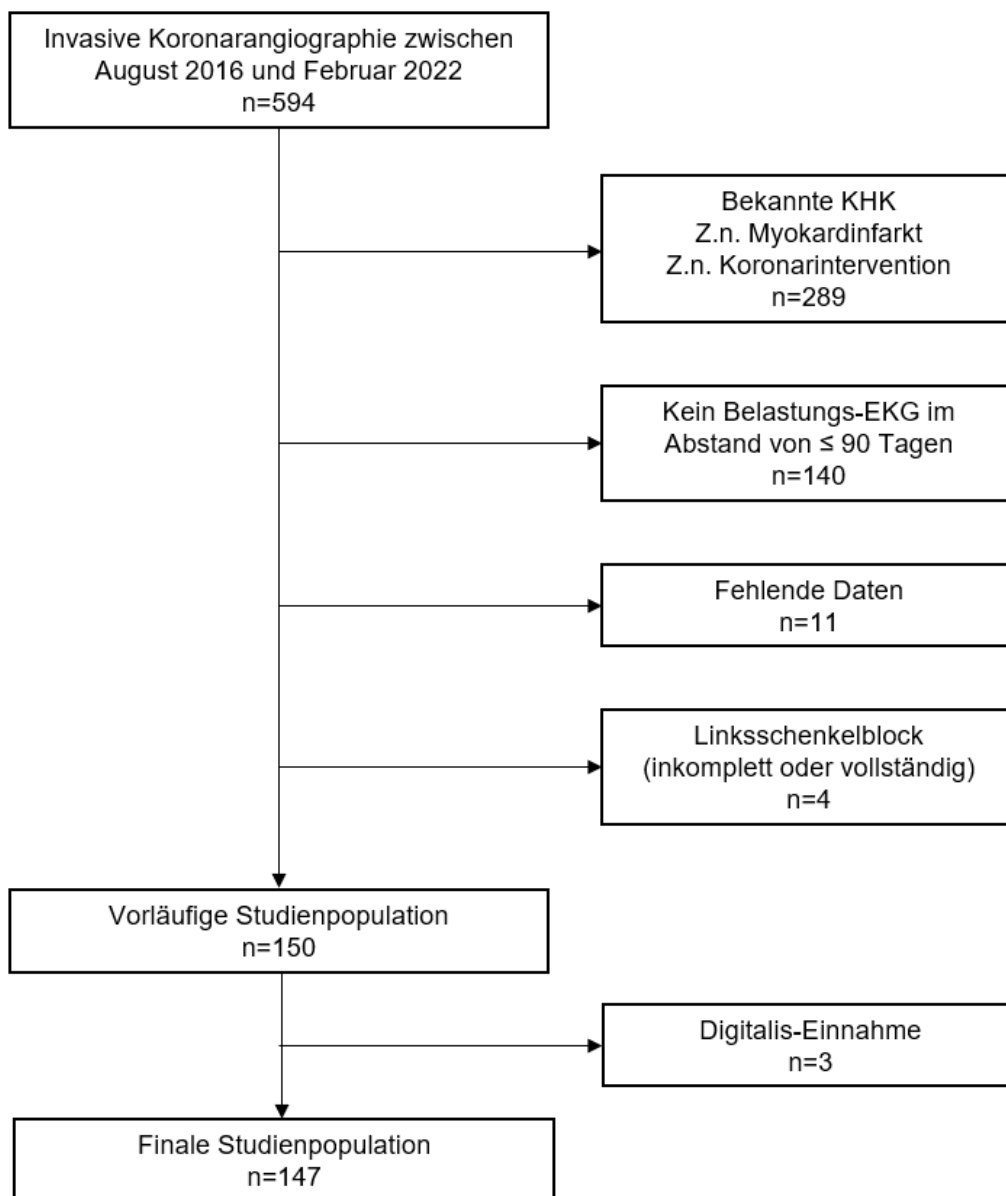 Invasive Koronarangiographie zwischen
August 2016 und Februar 2022
n=594
Bekannte KHK
Z.n. Myokardinfarkt
Z.n. Koronarintervention
n=289
Kein Belastungs-EKG im
Abstand von ≤ 90 Tagen
n=140
Fehlende Daten
n=11
Linksschenkelblock
(inkomplett oder vollständig)
n=4
Vorläufige Studienpopulation
n=150
Digitalis-Einnahme
n=3
Finale Studienpopulation
n=147